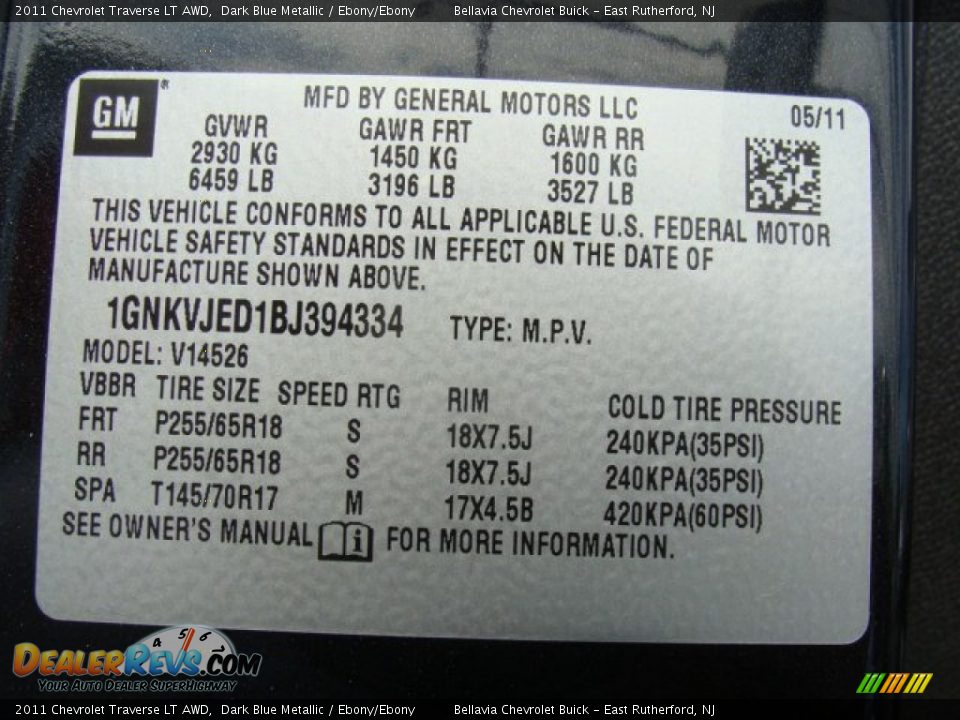 2011 Chevrolet Traverse LT AWD, Dark Blue Metallic / Ebony/Ebony Bellavia Chevrolet Buick – East Rutherford, NJ
GM
MFD BY GENERAL MOTORS LLC 05/11
GVWR GAWR FRT GAWR RR
2930 KG 1450 KG 1600 KG
6459 LB 3196 LB 3527 LB
THIS VEHICLE CONFORMS TO ALL APPLICABLE U.S. FEDERAL MOTOR
VEHICLE SAFETY STANDARDS IN EFFECT ON THE DATE OF
MANUFACTURE SHOWN ABOVE.
1GNKVJED1BJ394334 TYPE: M.P.V.
MODEL: V14526
VBBR TIRE SIZE SPEED RTG RIM COLD TIRE PRESSURE
FRT P255/65R18 S 18X7.5J 240KPA(35PSI)
RR P255/65R18 S 18X7.5J 240KPA(35PSI)
SPA T145/70R17 M 17X4.5B 420KPA(60PSI)
SEE OWNER'S MANUAL i FOR MORE INFORMATION.
4 5 6
DEALERREVS.COM
YOUR AUTO DEALER SUPERHIGHWAY
2011 Chevrolet Traverse LT AWD, Dark Blue Metallic / Ebony/Ebony Bellavia Chevrolet Buick – East Rutherford, NJ